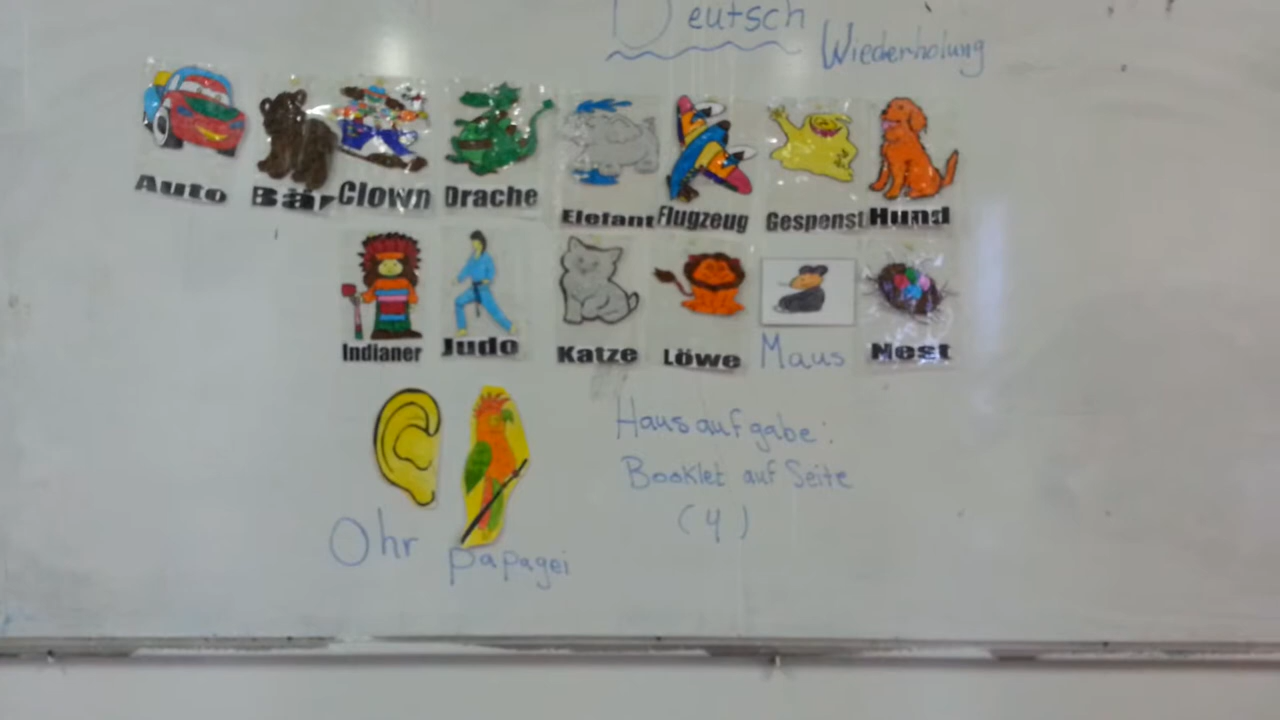 Deutsch
Wiederholung
Auto Bär Clown Drache Elefant Flugzeug Gespenst Hund
Indianer Judo Katze Löwe Maus Nest
Hausaufgabe:
Booklet auf Seite
(4)
Ohr papagei